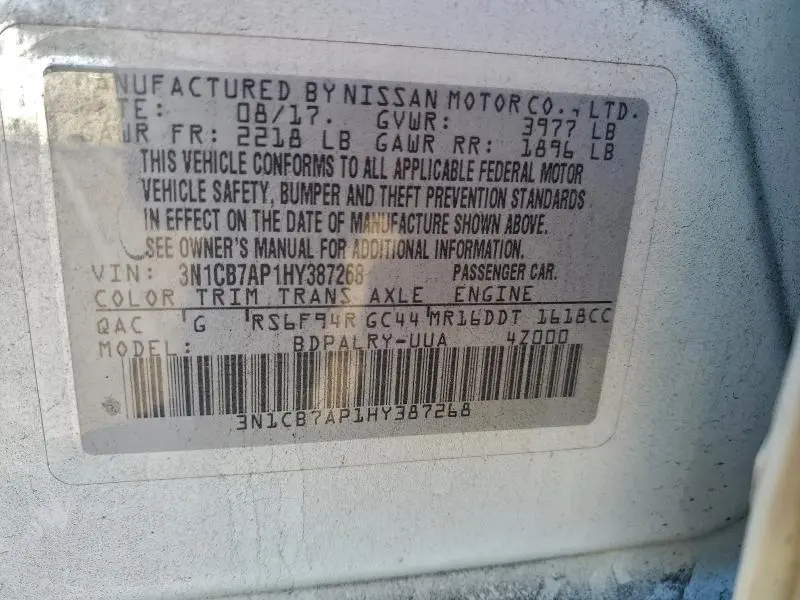 MANUFACTURED BY NISSAN MOTOR CO., LTD.
DATE: 08/17. GVWR: 3977 LB
GAWR FR: 2218 LB GAWR RR: 1896 LB
THIS VEHICLE CONFORMS TO ALL APPLICABLE FEDERAL MOTOR
VEHICLE SAFETY, BUMPER AND THEFT PREVENTION STANDARDS
IN EFFECT ON THE DATE OF MANUFACTURE SHOWN ABOVE.
SEE OWNER'S MANUAL FOR ADDITIONAL INFORMATION.
VIN: 3N1CB7AP1HY387268 PASSENGER CAR.
COLOR TRIM TRANS AXLE ENGINE
QAC G RS6F94R GC44 MR16DDT 1618CC
MODEL: BDPALRY-UUA 4Z000
3N1CB7AP1HY387268